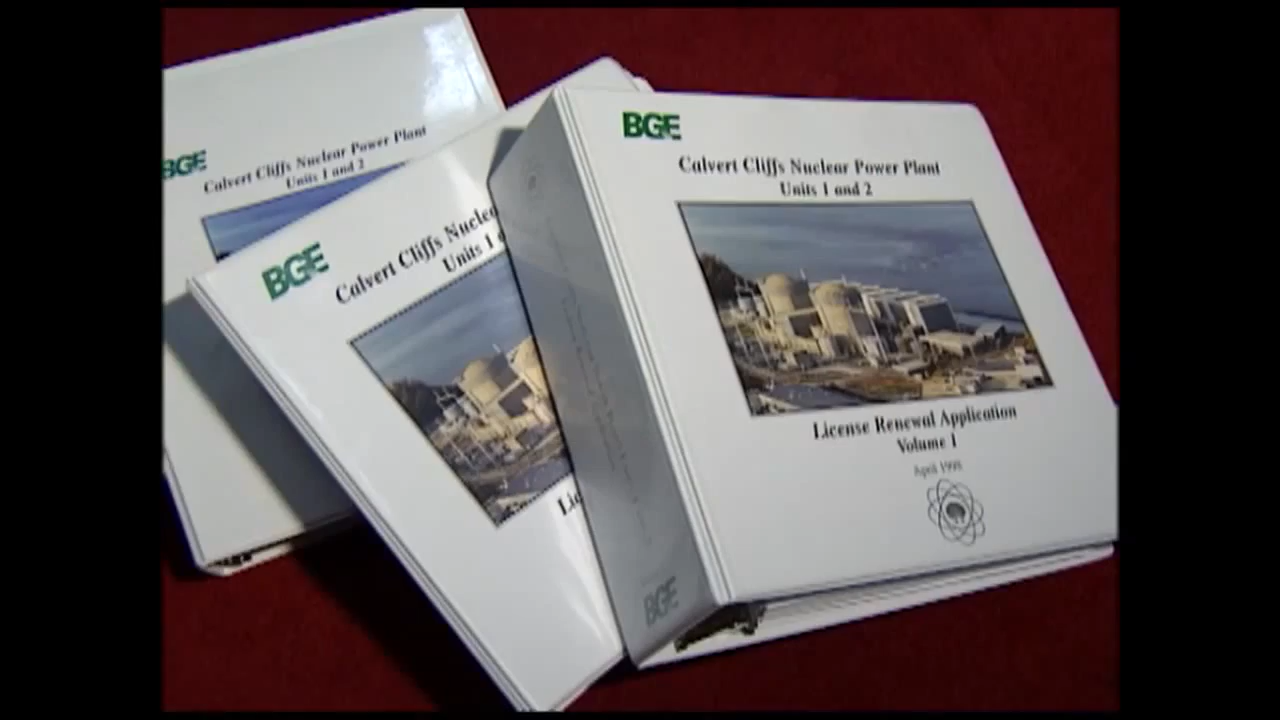 BGE
Calvert Cliffs Nuclear Power Plant
Units 1 and 2
BGE
Calvert Cliffs Nuclear
Units 1
BGE
Calvert Cliffs Nuclear Power Plant
Units 1 and 2
License Renewal Application
Volume 1
April 1998
BGE